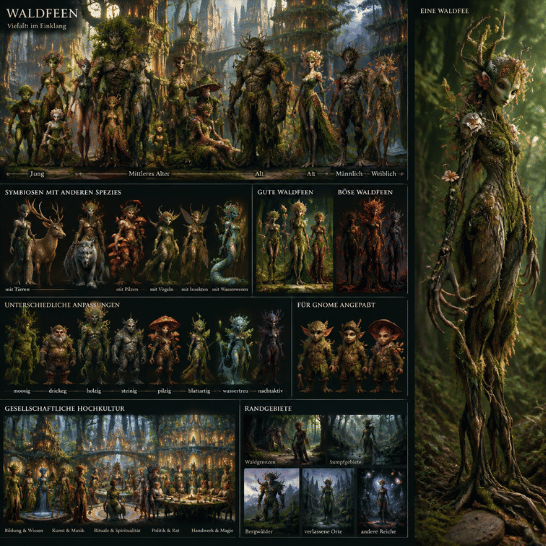 WALDFEEN
Vielfalt im Einklang
EINE WALDFEE
Jung Mittleres Alter Alt Alt Männlich Weiblich
SYMBIOSEN MIT ANDEREN SPEZIES
GUTE WALDFEEN
BÖSE WALDFEEN
mit Tieren mit Pilzen mit Vögeln mit Insekten mit Wasserwesen
UNTERSCHIEDLICHE ANPASSUNGEN
FÜR GNOME ANGEPAßT
moosig dreckig holzig steinig pilzig blattartig wassertreu nachtaktiv
GESELLSCHAFTLICHE HOCHKULTUR
RANDGEBIETE
Waldgrenzen Sumpfgebiete
Bergwälder verlassene Orte andere Reiche
Bildung & Wissen Kunst & Musik Rituale & Spiritualität Politik & Rat Handwerk & Magie